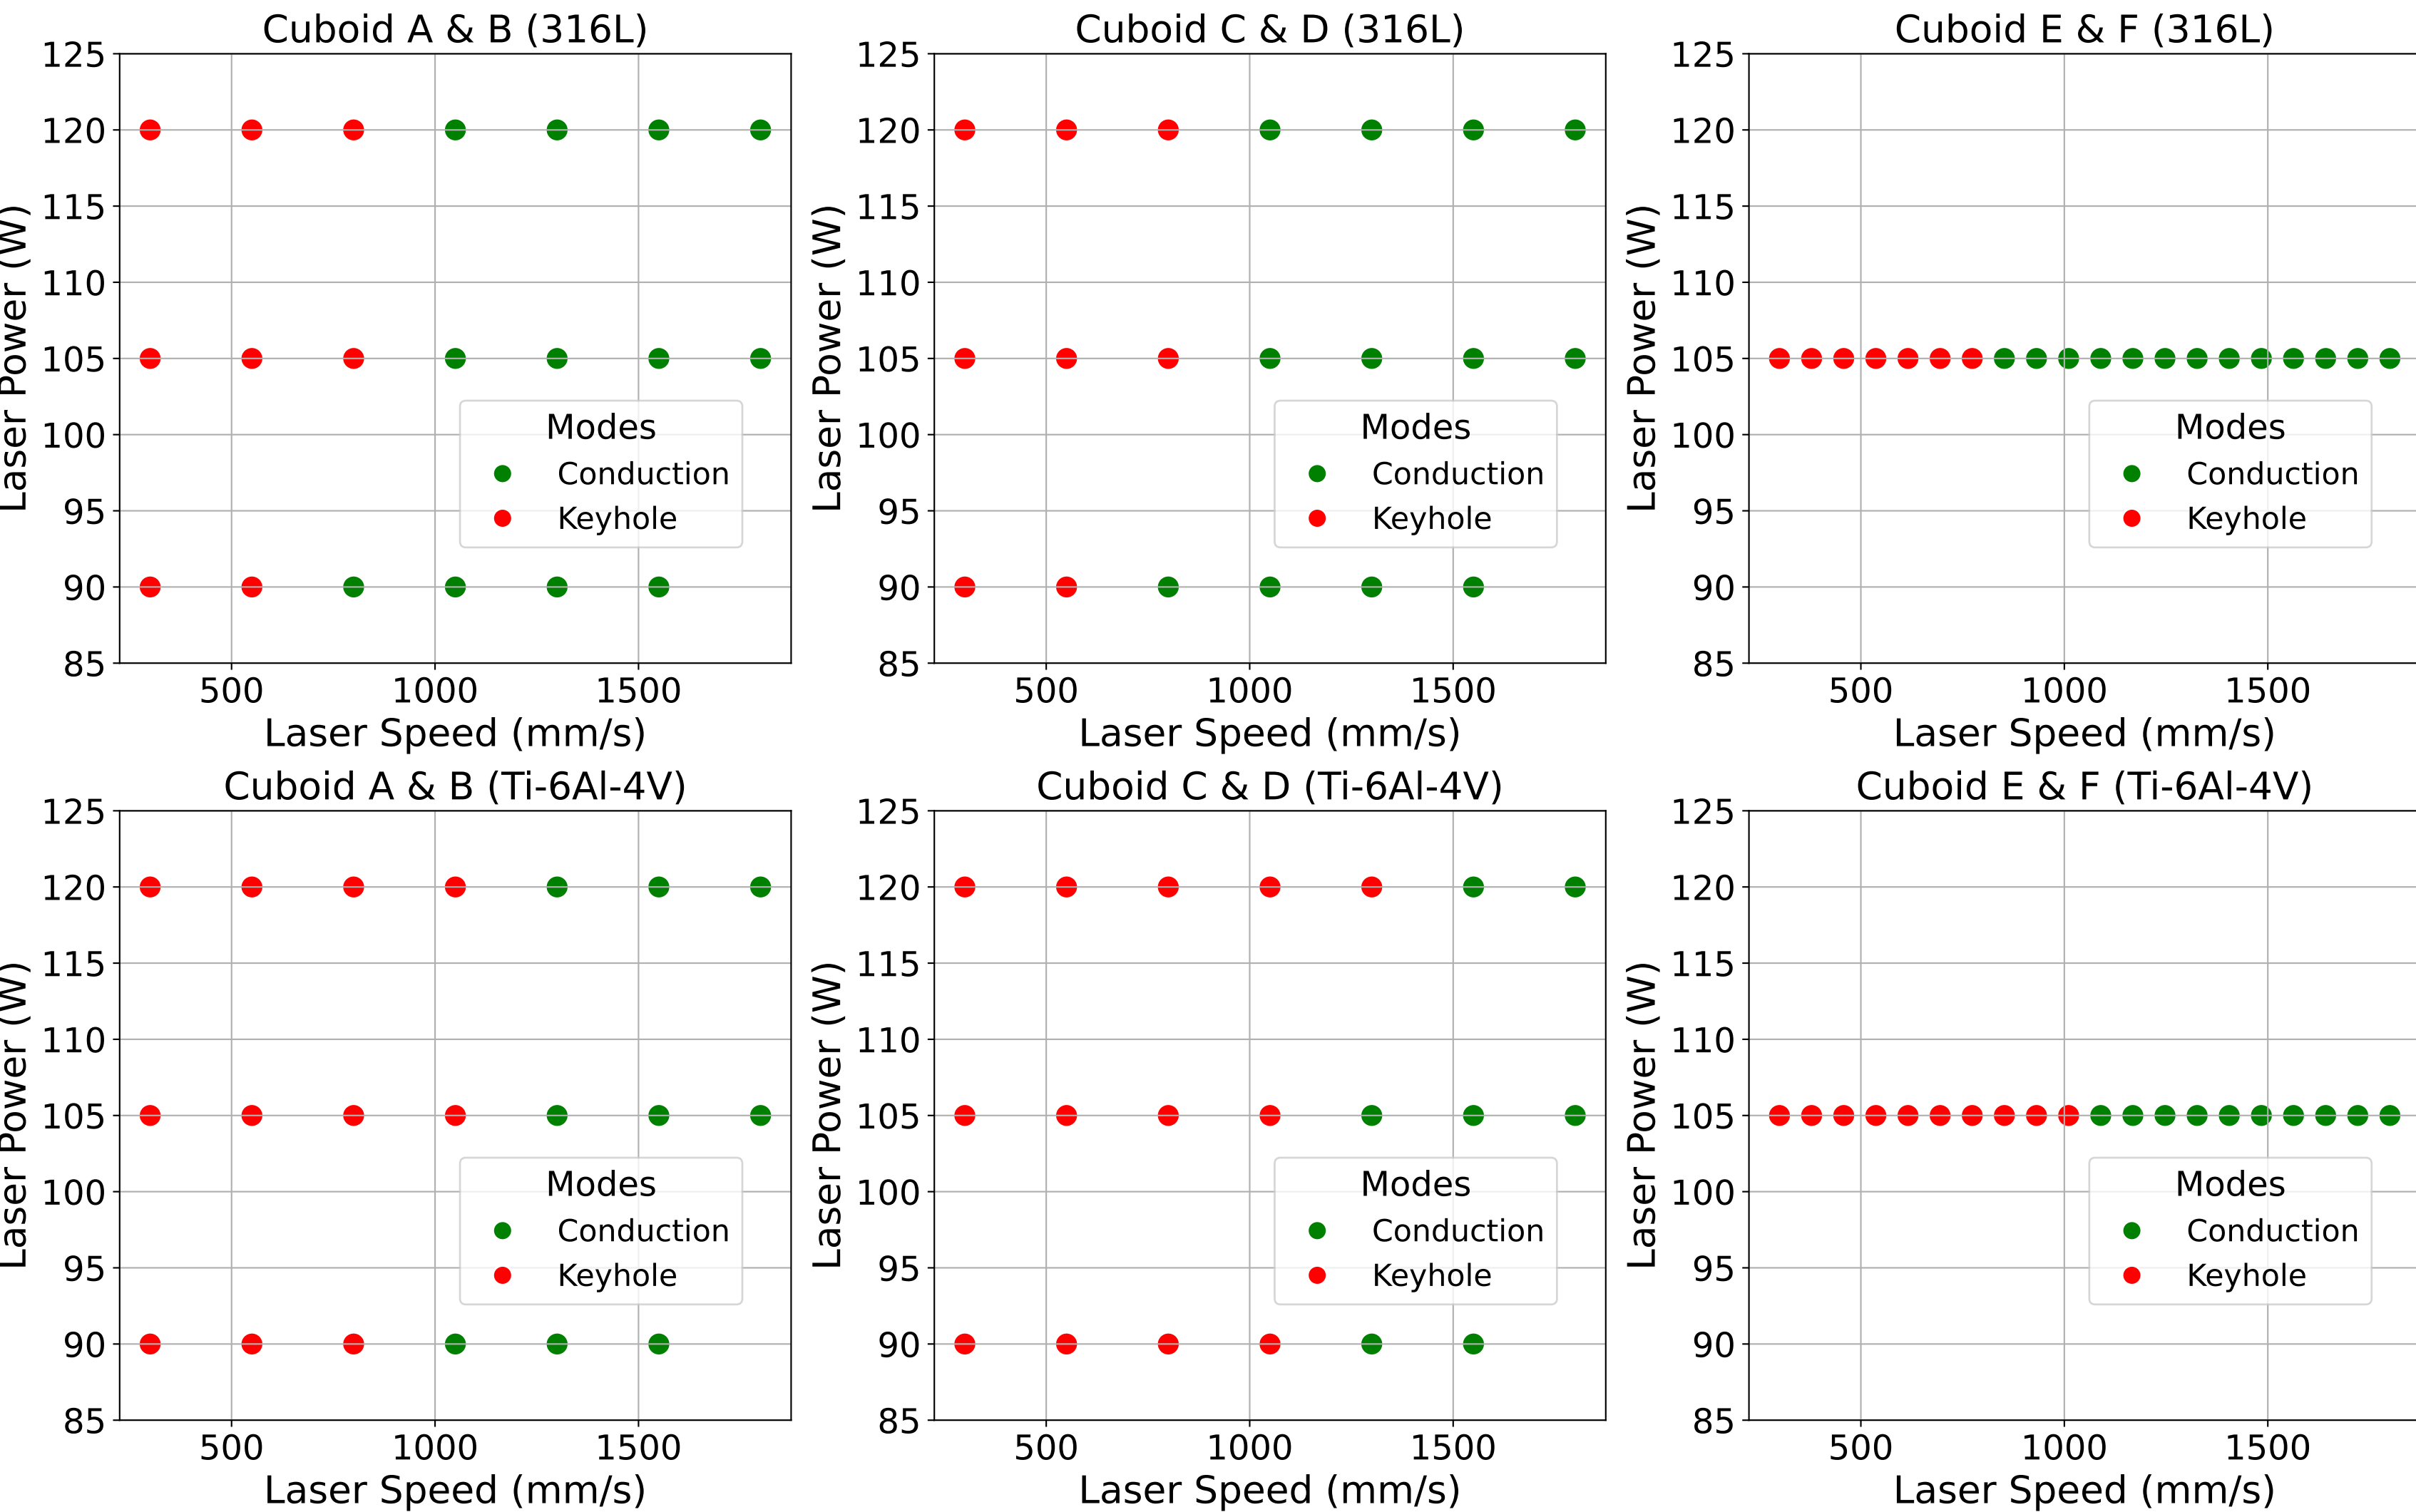 Cuboid A & B (316L)
125
120
115
110
105
100
95
90
85
Laser Power (W)
Modes
Conduction
Keyhole
500 1000 1500
Laser Speed (mm/s)
Cuboid C & D (316L)
125
120
115
110
105
100
95
90
85
Laser Power (W)
Modes
Conduction
Keyhole
500 1000 1500
Laser Speed (mm/s)
Cuboid E & F (316L)
125
120
115
110
105
100
95
90
85
Laser Power (W)
Modes
Conduction
Keyhole
500 1000 1500
Laser Speed (mm/s)
Cuboid A & B (Ti-6Al-4V)
125
120
115
110
105
100
95
90
85
Laser Power (W)
Modes
Conduction
Keyhole
500 1000 1500
Laser Speed (mm/s)
Cuboid C & D (Ti-6Al-4V)
125
120
115
110
105
100
95
90
85
Laser Power (W)
Modes
Conduction
Keyhole
500 1000 1500
Laser Speed (mm/s)
Cuboid E & F (Ti-6Al-4V)
125
120
115
110
105
100
95
90
85
Laser Power (W)
Modes
Conduction
Keyhole
500 1000 1500
Laser Speed (mm/s)